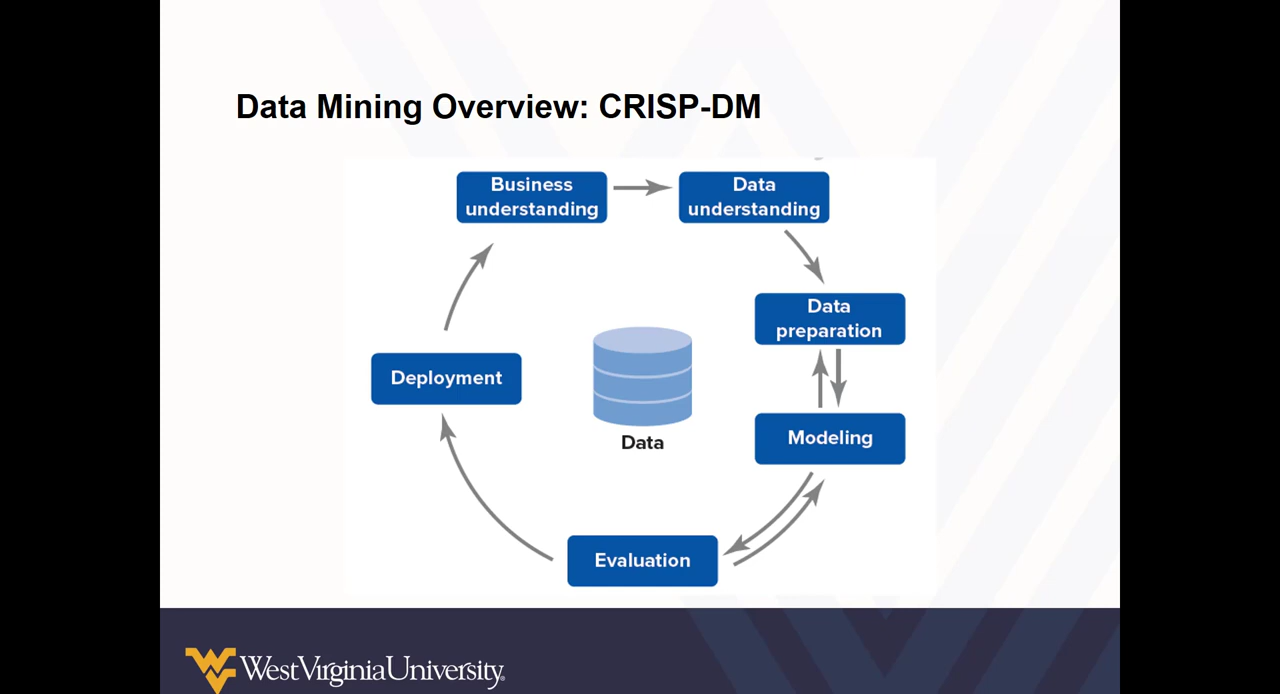 Data Mining Overview: CRISP-DM
Business
understanding
Data
understanding
Data
preparation
Deployment
Data
Modeling
Evaluation
WestVirginiaUniversity®